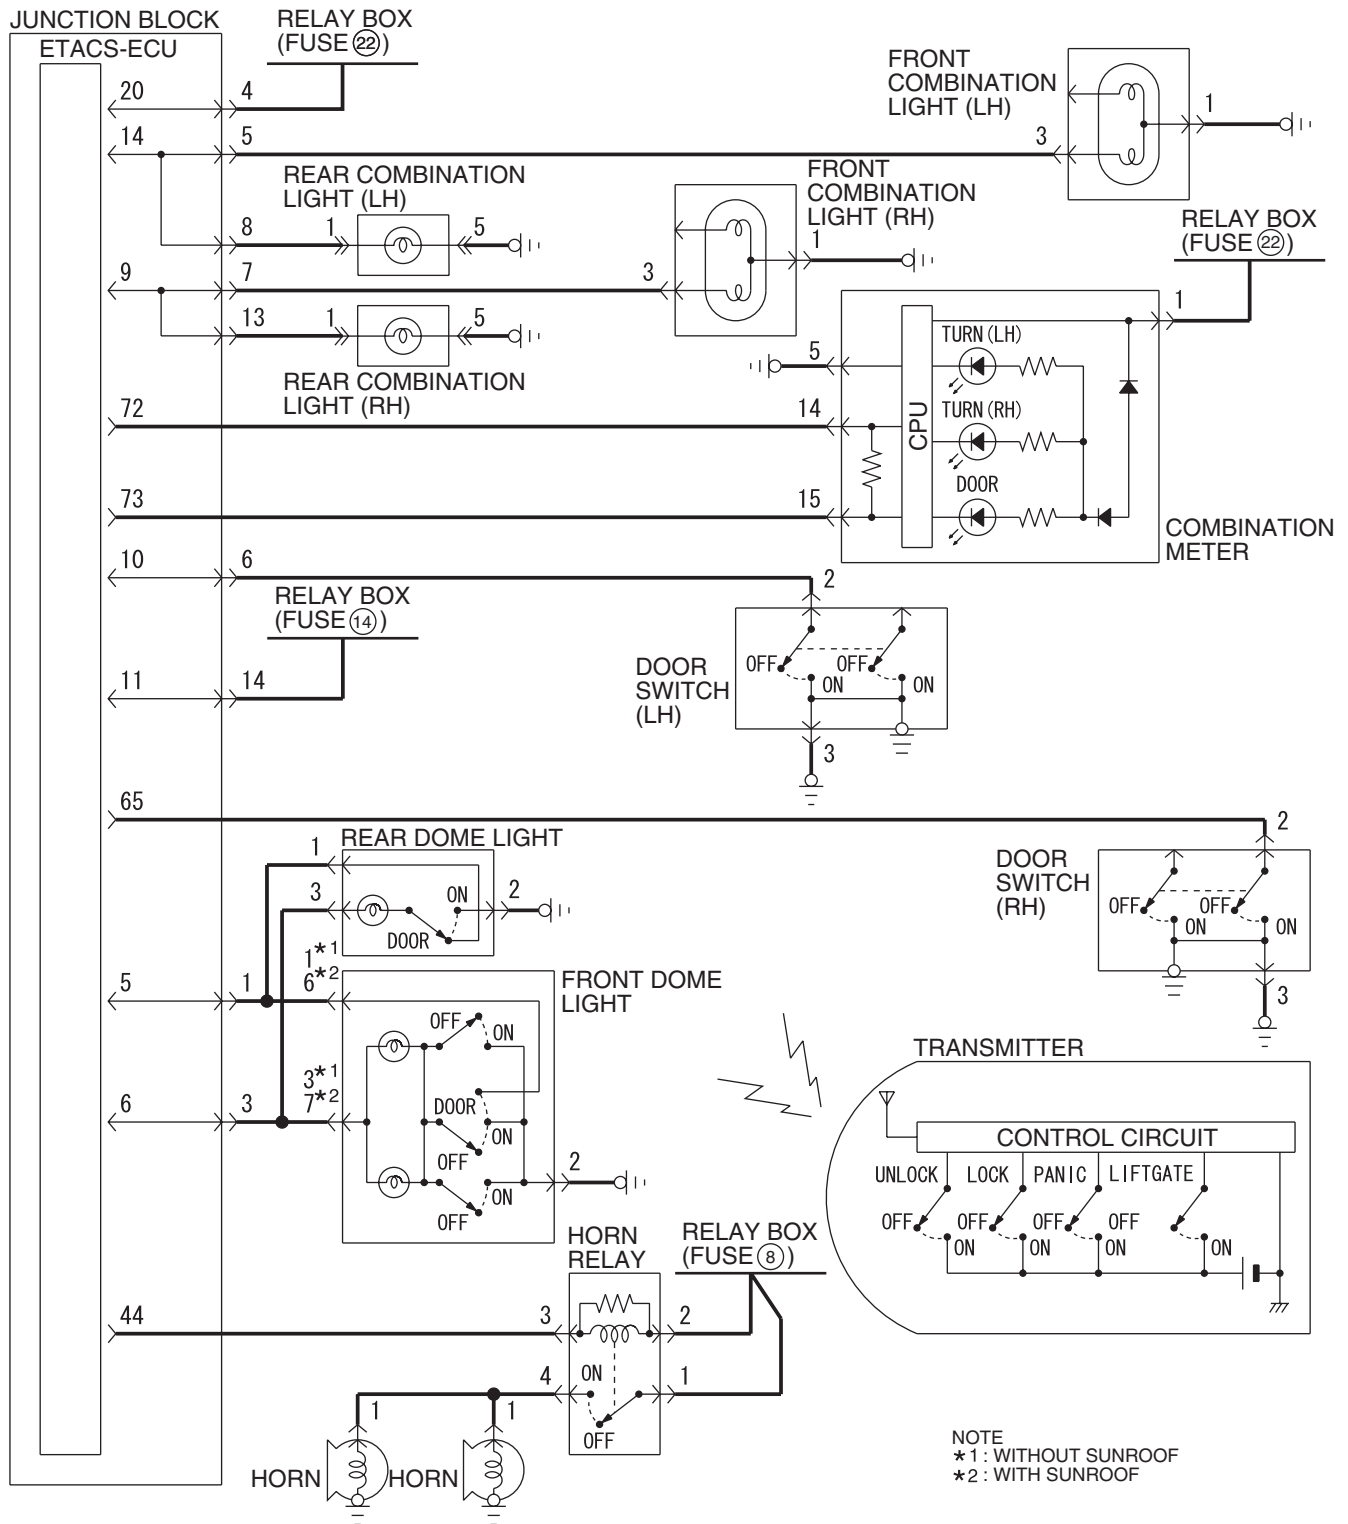 JUNCTION BLOCK
ETACS-ECU
RELAY BOX
(FUSE 22)
20
4
14
5
3
FRONT
COMBINATION
LIGHT (LH)
1
REAR COMBINATION
LIGHT (LH)
8
1
5
FRONT
COMBINATION
LIGHT (RH)
1
RELAY BOX
(FUSE 22)
1
9
7
3
13
1
5
REAR COMBINATION
LIGHT (RH)
5
TURN (LH)
72
14
CPU
TURN (RH)
DOOR
73
15
COMBINATION
METER
10
6
2
RELAY BOX
(FUSE 14)
DOOR
SWITCH
(LH)
OFF
OFF
ON
ON
11
14
3
65
2
REAR DOME LIGHT
1
3
ON
2
DOOR
DOOR
SWITCH
(RH)
OFF
OFF
ON
ON
3
5
1
1*1
6*2
FRONT DOME
LIGHT
OFF
ON
6
3
3*1
7*2
DOOR
ON
OFF
2
ON
OFF
TRANSMITTER
CONTROL CIRCUIT
UNLOCK
LOCK
PANIC
LIFTGATE
OFF
OFF
OFF
OFF
ON
ON
ON
ON
HORN
RELAY
RELAY BOX
(FUSE 8)
44
3
2
4
ON
1
OFF
1
1
HORN
HORN
NOTE
*1 : WITHOUT SUNROOF
*2 : WITH SUNROOF